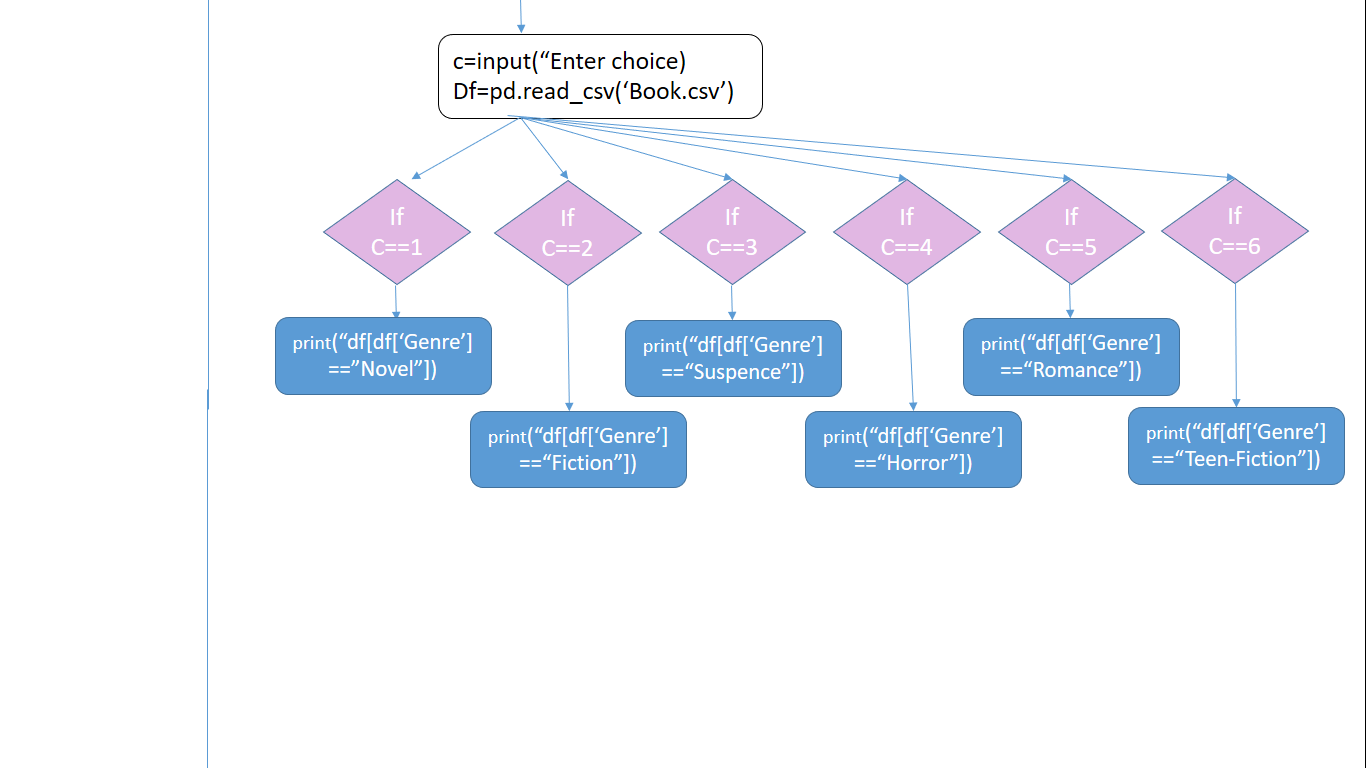 c=input(“Enter choice)
Df=pd.read_csv(‘Book.csv’)
If
C==1
If
C==2
If
C==3
If
C==4
If
C==5
If
C==6
print(“df[df[‘Genre’]
==”Novel”])
print(“df[df[‘Genre’]
==“Suspence”])
print(“df[df[‘Genre’]
==“Romance”])
print(“df[df[‘Genre’]
==“Fiction”])
print(“df[df[‘Genre’]
==“Horror”])
print(“df[df[‘Genre’]
==“Teen-Fiction”])